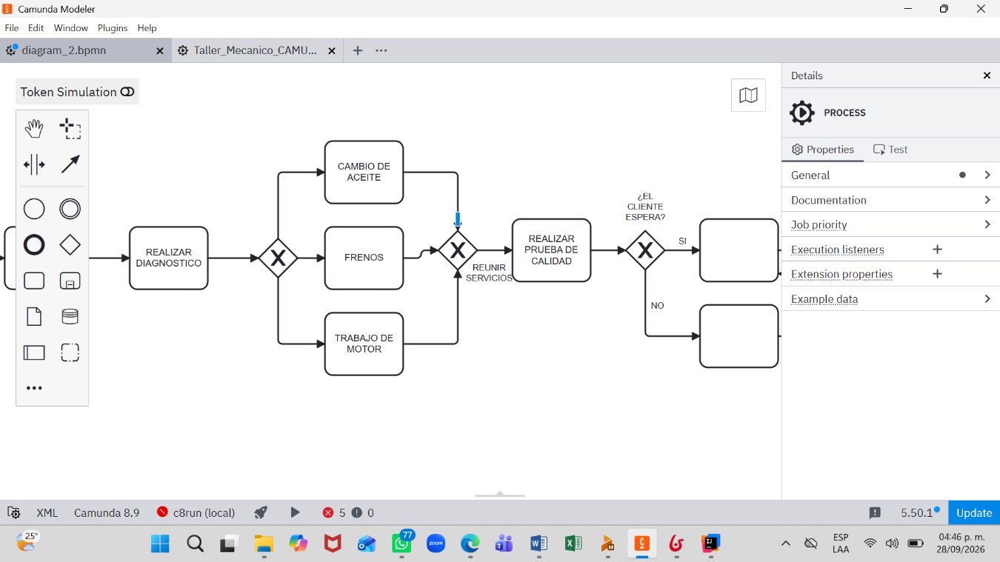 Camunda Modeler
File Edit Window Plugins Help
diagram_2.bpmn
Taller_Mecanico_CAMU...
Token Simulation
REALIZAR
DIAGNOSTICO
CAMBIO DE
ACEITE
FRENOS
TRABAJO DE
MOTOR
REUNIR
SERVICIOS
REALIZAR
PRUEBA DE
CALIDAD
¿EL
CLIENTE
ESPERA?
SI
NO
Details
PROCESS
Properties Test
General
Documentation
Job priority
Execution listeners
Extension properties
Example data
XML Camunda 8.9 c8run (local) 5 0 5.50.1 Update
25°
77
zoom
ESP
LAA
04:46 p. m.
28/09/2026